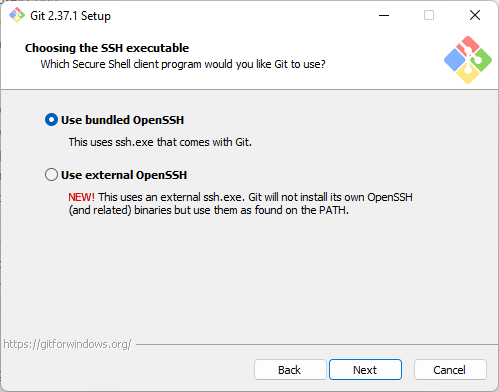 Git 2.37.1 Setup
Choosing the SSH executable
Which Secure Shell client program would you like Git to use?
Use bundled OpenSSH
This uses ssh.exe that comes with Git.
Use external OpenSSH
NEW! This uses an external ssh.exe. Git will not install its own OpenSSH
(and related) binaries but use them as found on the PATH.
https://gitforwindows.org/
Back
Next
Cancel